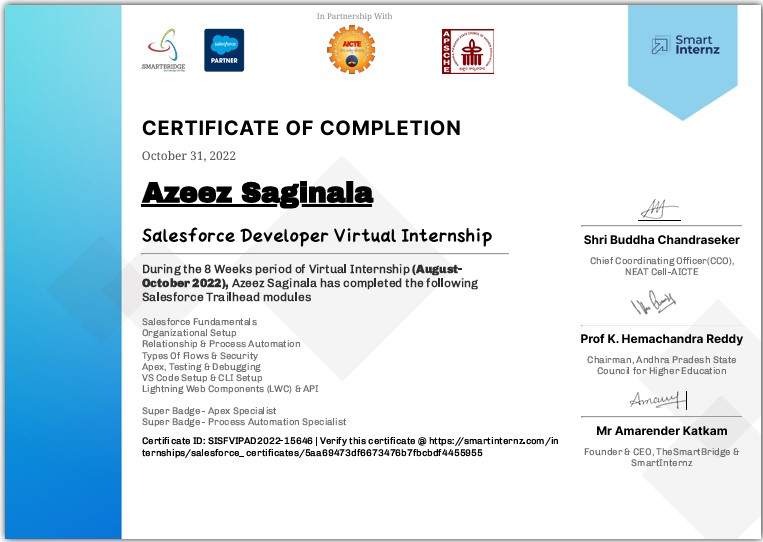 In Partnership With
SMARTBRIDGE
salesforce
PARTNER
AICTE
APSCHE
Smart
Internz
CERTIFICATE OF COMPLETION
October 31, 2022
Azeez Saginala
Salesforce Developer Virtual Internship
During the 8 Weeks period of Virtual Internship (August-
October 2022), Azeez Saginala has completed the following
Salesforce Trailhead modules
Salesforce Fundamentals
Organizational Setup
Relationship & Process Automation
Types Of Flows & Security
Apex, Testing & Debugging
VS Code Setup & CLI Setup
Lightning Web Components (LWC) & API
Super Badge- Apex Specialist
Super Badge- Process Automation Specialist
Certificate ID: SISFVIPAD2022-15646 | Verify this certificate @ https://smartinternz.com/in
ternships/salesforce_certificates/5aa69473df6673476b7fbcbdf4455955
Shri Buddha Chandraseker
Chief Coordinating Officer(CCO),
NEAT Cell-AICTE
Prof K. Hemachandra Reddy
Chairman, Andhra Pradesh State
Council for Higher Education
Mr Amarender Katkam
Founder & CEO, TheSmartBridge &
SmartInternz